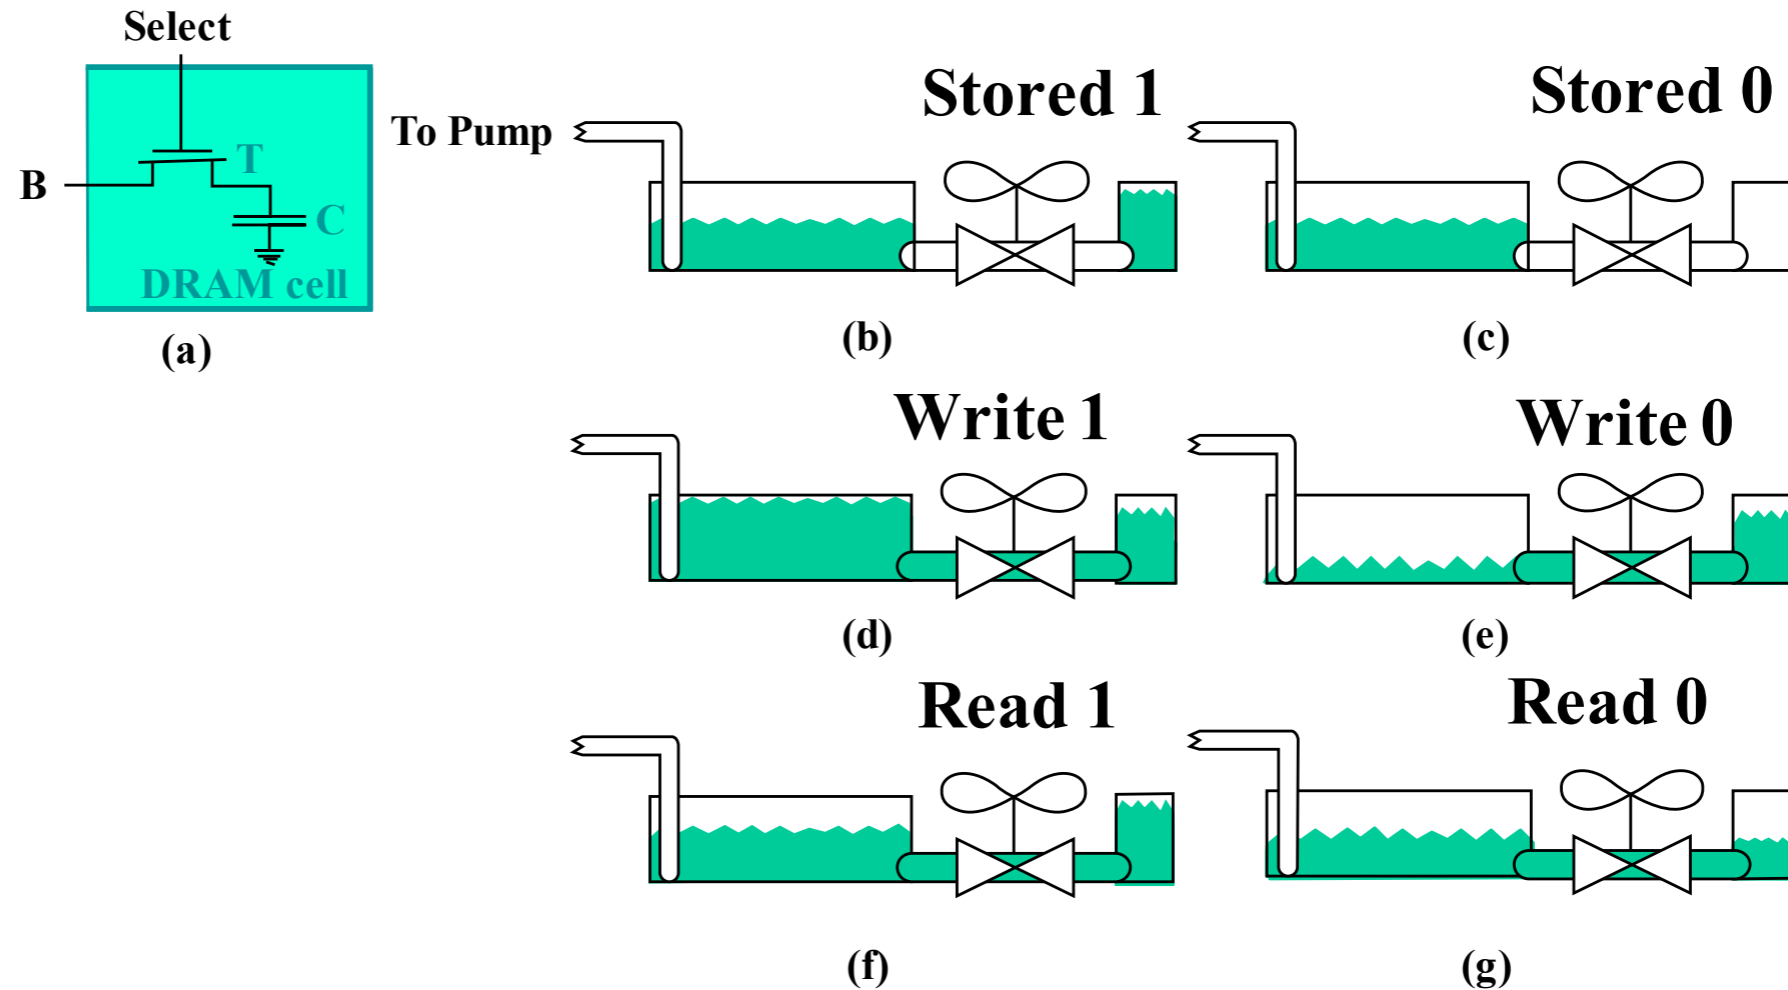 Select
B
T
C
DRAM cell
(a)
To Pump
Stored 1
(b)
Stored 0
(c)
Write 1
(d)
Write 0
(e)
Read 1
(f)
Read 0
(g)